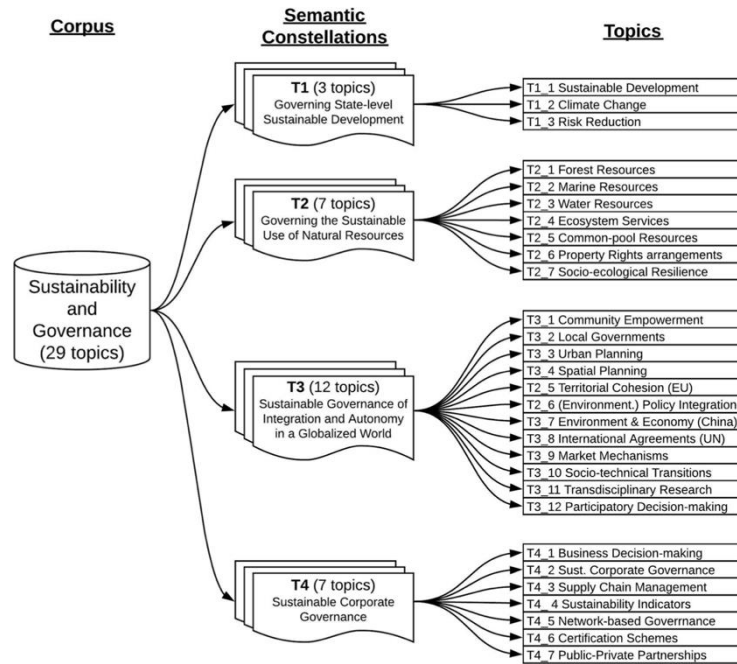 Corpus
Semantic
Constellations
Topics
Sustainability
and
Governance
(29 topics)
T1 (3 topics)
Governing State-level
Sustainable Development
T1_1 Sustainable Development
T1_2 Climate Change
T1_3 Risk Reduction
T2 (7 topics)
Governing the Sustainable
Use of Natural Resources
T2_1 Forest Resources
T2_2 Marine Resources
T2_3 Water Resources
T2_4 Ecosystem Services
T2_5 Common-pool Resources
T2_6 Property Rights arrangements
T2_7 Socio-ecological Resilience
T3 (12 topics)
Sustainable Governance of
Integration and Autonomy
in a Globalized World
T3_1 Community Empowerment
T3_2 Local Governments
T3_3 Urban Planning
T3_4 Spatial Planning
T2_5 Territorial Cohesion (EU)
T2_6 (Environment.) Policy Integration
T3_7 Environment & Economy (China)
T3_8 International Agreements (UN)
T3_9 Market Mechanisms
T3_10 Socio-technical Transitions
T3_11 Transdisciplinary Research
T3_12 Participatory Decision-making
T4 (7 topics)
Sustainable Corporate
Governance
T4_1 Business Decision-making
T4_2 Sust. Corporate Governance
T4_3 Supply Chain Management
T4_ 4 Sustainability Indicators
T4_5 Network-based Governance
T4_6 Certification Schemes
T4_7 Public-Private Partnerships